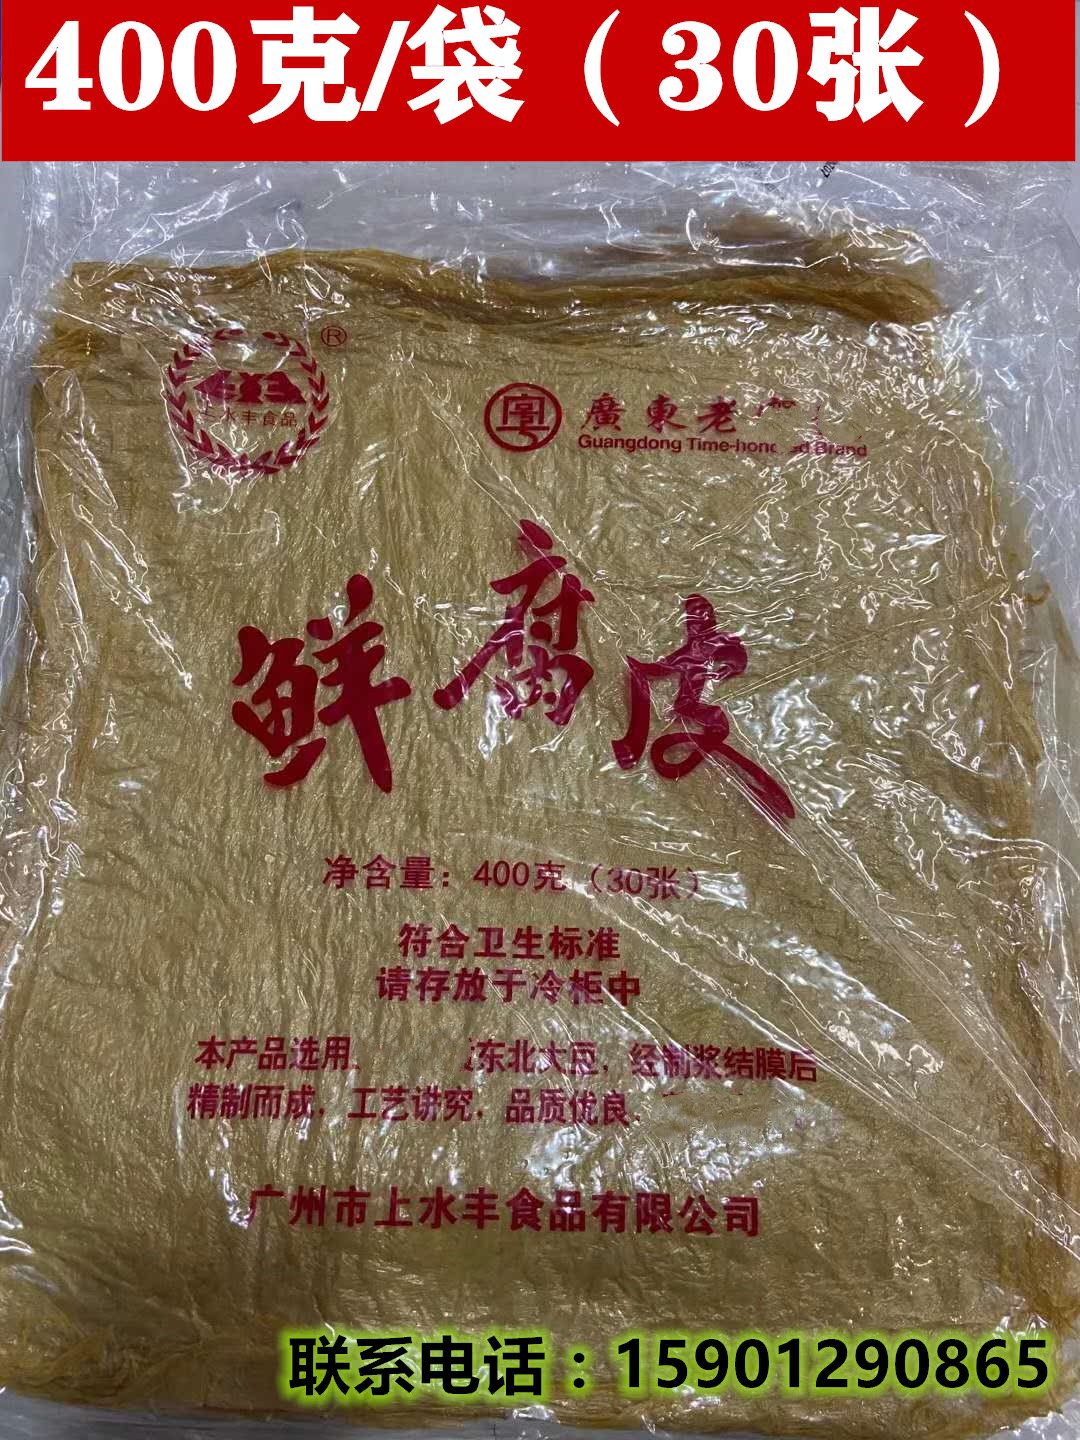 400克/袋（30张）
®
上水丰食品
粤
廣東老
Guangdong Time-hon ed Brand
鲜腐皮
净含量：400克（30张）
符合卫生标准
请存放于冷柜中
本产品选用 东北大豆，经制浆结膜后
精制而成，工艺讲究，品质优良
广州市上水丰食品有限公司
联系电话：15901290865